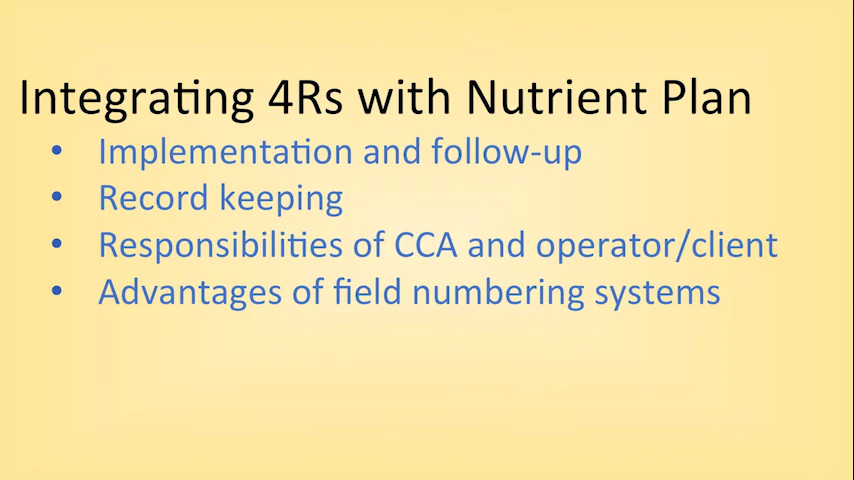 Integrating 4Rs with Nutrient Plan
• Implementation and follow-up
• Record keeping
• Responsibilities of CCA and operator/client
• Advantages of field numbering systems